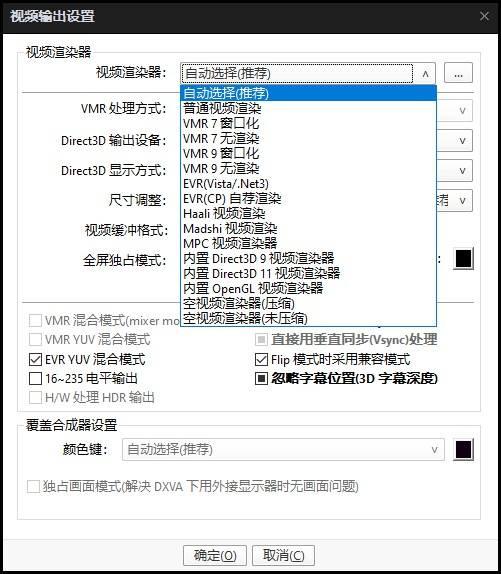 视频输出设置
视频渲染器
视频渲染器： 自动选择(推荐) ...
自动选择(推荐)
普通视频渲染
VMR 7 窗口化
VMR 处理方式：
VMR 7 无渲染
Direct3D 输出设备：
VMR 9 窗口化
VMR 9 无渲染
Direct3D 显示方式：
EVR(Vista/.Net3)
EVR(CP) 自荐渲染
尺寸调整：
Haali 视频渲染
Madshi 视频渲染
视频缓冲格式：
MPC 视频渲染器
内置 Direct3D 9 视频渲染器
全屏独占模式：
内置 Direct3D 11 视频渲染器
内置 OpenGL 视频渲染器
空视频渲染器(压缩)
空视频渲染器(未压缩)
VMR 混合模式(mixer mo
VMR YUV 混合模式 直接用垂直同步(Vsync)处理
EVR YUV 混合模式 Flip 模式时采用兼容模式
16~235 电平输出 忽略字幕位置(3D 字幕深度)
H/W 处理 HDR 输出
覆盖合成器设置
颜色键： 自动选择(推荐)
独占画面模式(解决 DXVA 下用外接显示器时无画面问题)
确定(O) 取消(C)